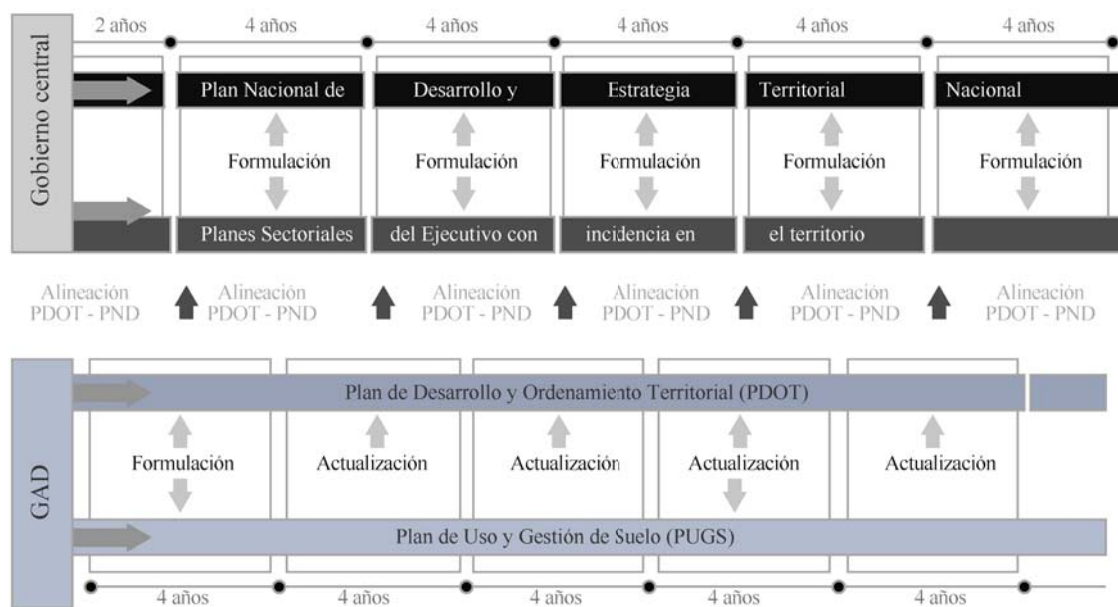 Gobierno central
2 años
4 años
4 años
4 años
4 años
4 años
Plan Nacional de
Desarrollo y
Estrategia
Territorial
Nacional
Formulación
Formulación
Formulación
Formulación
Formulación
Planes Sectoriales
del Ejecutivo con
incidencia en
el territorio
Alineación
PDOT - PND
Alineación
PDOT - PND
Alineación
PDOT - PND
Alineación
PDOT - PND
Alineación
PDOT - PND
Alineación
PDOT - PND
GAD
Plan de Desarrollo y Ordenamiento Territorial (PDOT)
Formulación
Actualización
Actualización
Actualización
Actualización
Plan de Uso y Gestión de Suelo (PUGS)
4 años
4 años
4 años
4 años
4 años